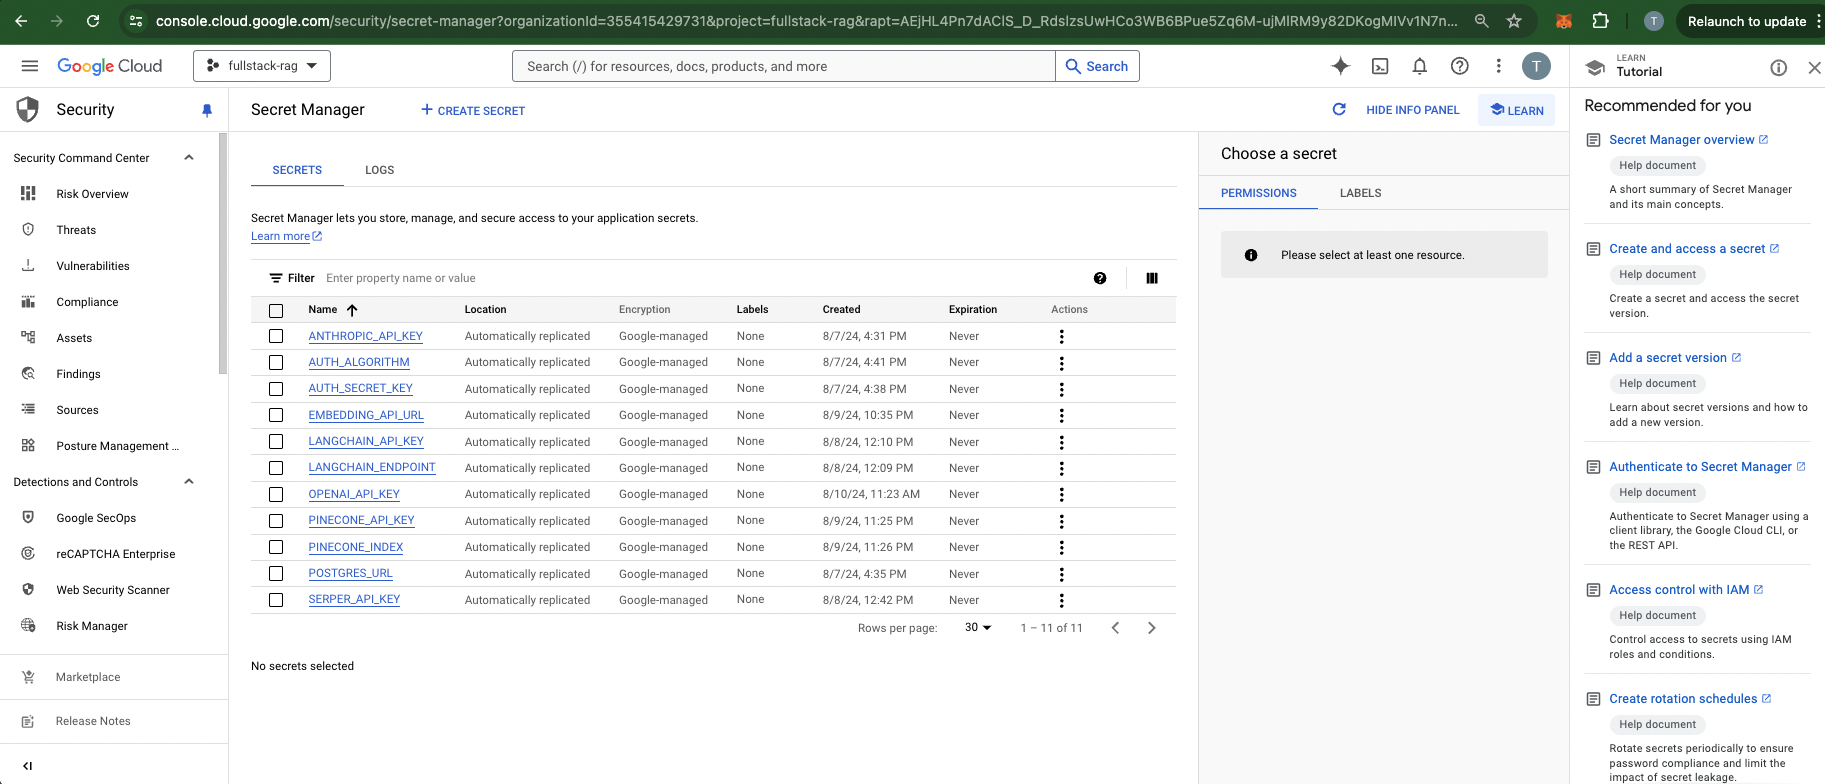 console.cloud.google.com/security/secret-manager?organizationId=355415429731&project=fullstack-rag&rapt=AEjHL4Pn7dAClS_D_RdslzsUwHCo3WB6BPue5Zq6M-ujMlRM9y82DKogMIVv1N7n...
T
Relaunch to update
Google Cloud
fullstack-rag
Search (/) for resources, docs, products, and more
Search
T
LEARN
Tutorial
Security
Secret Manager
CREATE SECRET
HIDE INFO PANEL
LEARN
Security Command Center
Risk Overview
Threats
Vulnerabilities
Compliance
Assets
Findings
Sources
Posture Management ...
Detections and Controls
Google SecOps
reCAPTCHA Enterprise
Web Security Scanner
Risk Manager
Marketplace
Release Notes
SECRETS LOGS
Secret Manager lets you store, manage, and secure access to your application secrets.
Learn more
Filter Enter property name or value
Name Location Encryption Labels Created Expiration Actions
ANTHROPIC_API_KEY Automatically replicated Google-managed None 8/7/24, 4:31 PM Never
AUTH_ALGORITHM Automatically replicated Google-managed None 8/7/24, 4:41 PM Never
AUTH_SECRET_KEY Automatically replicated Google-managed None 8/7/24, 4:38 PM Never
EMBEDDING_API_URL Automatically replicated Google-managed None 8/9/24, 10:35 PM Never
LANGCHAIN_API_KEY Automatically replicated Google-managed None 8/8/24, 12:10 PM Never
LANGCHAIN_ENDPOINT Automatically replicated Google-managed None 8/8/24, 12:09 PM Never
OPENAI_API_KEY Automatically replicated Google-managed None 8/10/24, 11:23 AM Never
PINECONE_API_KEY Automatically replicated Google-managed None 8/9/24, 11:25 PM Never
PINECONE_INDEX Automatically replicated Google-managed None 8/9/24, 11:26 PM Never
POSTGRES_URL Automatically replicated Google-managed None 8/7/24, 4:35 PM Never
SERPER_API_KEY Automatically replicated Google-managed None 8/8/24, 12:42 PM Never
Rows per page: 30 1 – 11 of 11
No secrets selected
Choose a secret
PERMISSIONS LABELS
Please select at least one resource.
Recommended for you
Secret Manager overview
Help document
A short summary of Secret Manager
and its main concepts.
Create and access a secret
Help document
Create a secret and access the secret
version.
Add a secret version
Help document
Learn about secret versions and how to
add a new version.
Authenticate to Secret Manager
Help document
Authenticate to Secret Manager using a
client library, the Google Cloud CLI, or
the REST API.
Access control with IAM
Help document
Control access to secrets using IAM
roles and conditions.
Create rotation schedules
Help document
Rotate secrets periodically to ensure
password compliance and limit the
impact of secret leakage.